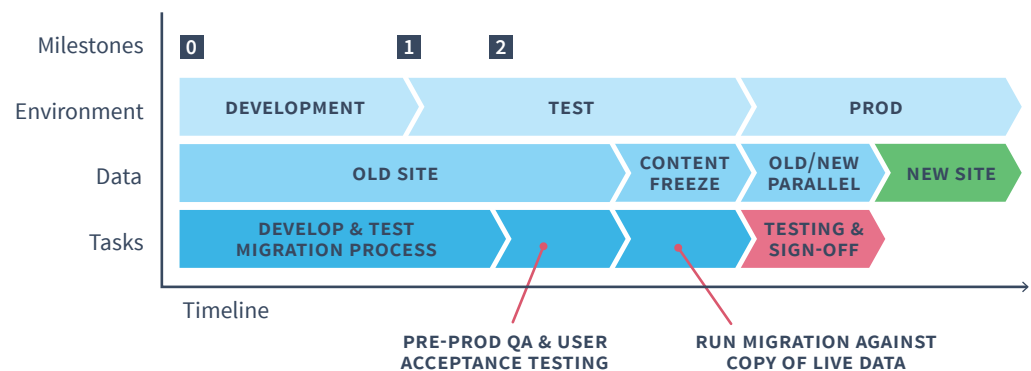 Milestones
0 1 2
Environment
DEVELOPMENT
TEST
PROD
Data
OLD SITE
CONTENT
FREEZE
OLD/NEW
PARALLEL
NEW SITE
Tasks
DEVELOP & TEST
MIGRATION PROCESS
TESTING &
SIGN-OFF
Timeline
PRE-PROD QA & USER
ACCEPTANCE TESTING
RUN MIGRATION AGAINST
COPY OF LIVE DATA